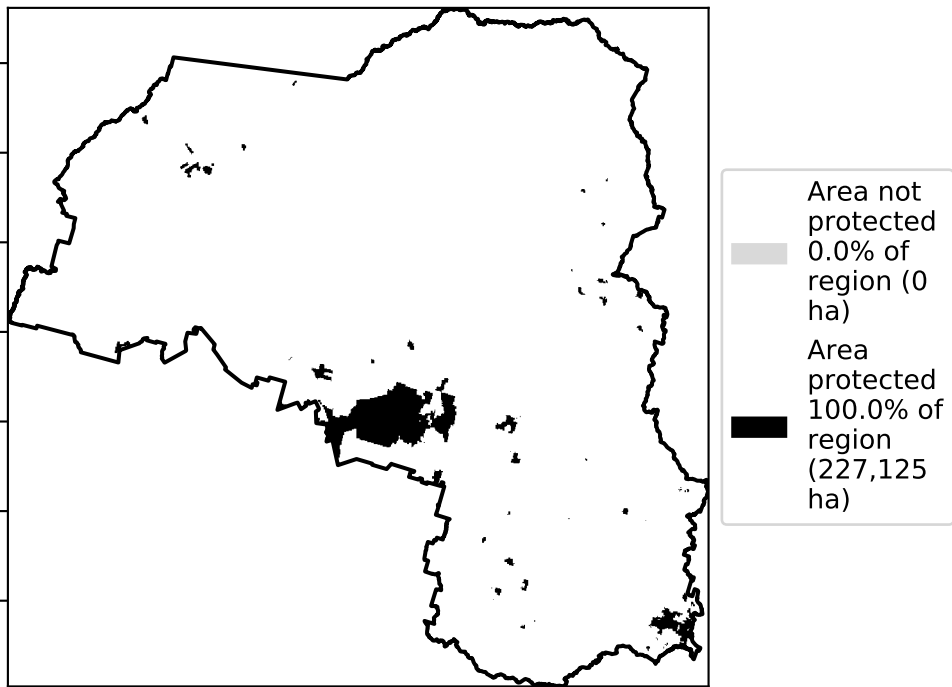 Area not
protected
0.0% of
region (0
ha)
Area
protected
100.0% of
region
(227,125
ha)